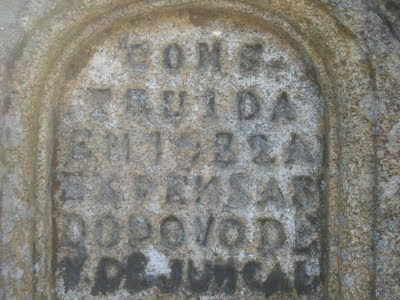 CONS
TRUIDA
EM 1922 A
EXPENSAS
DO POVO DE
V. DE JUNCAL